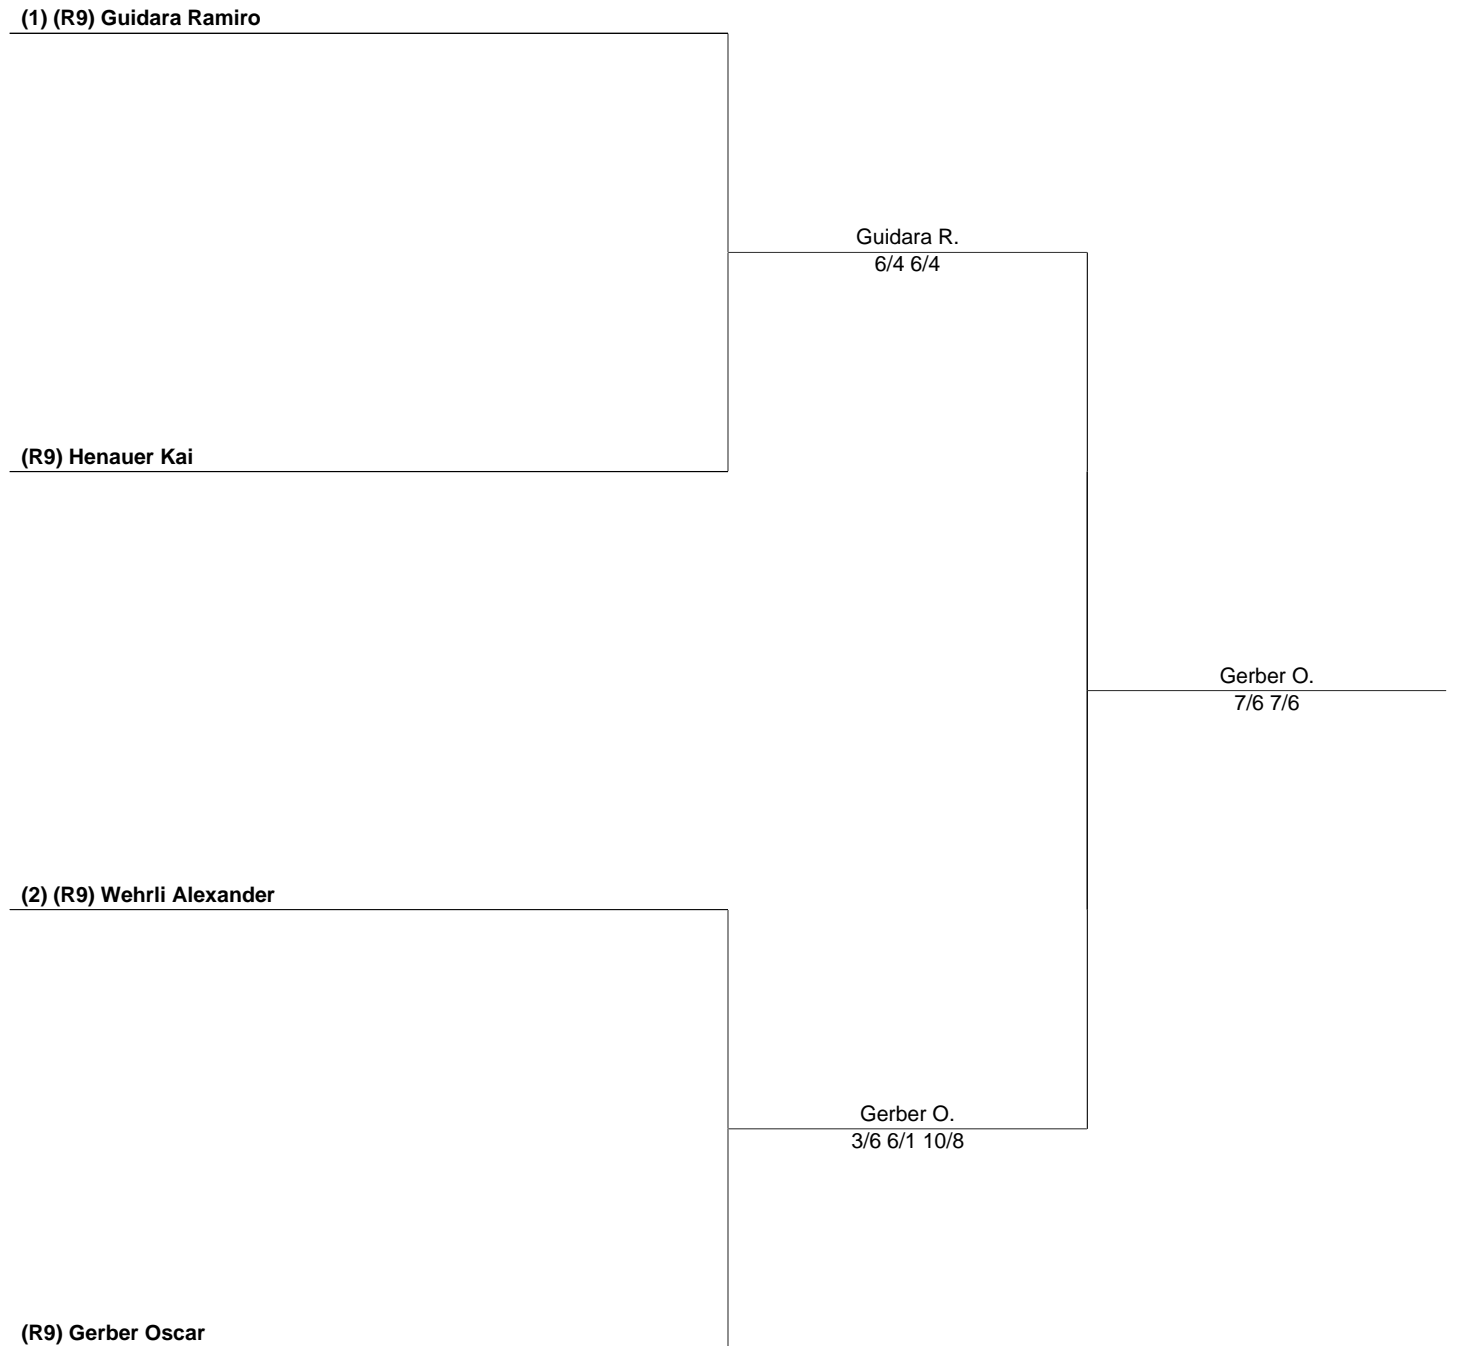 (1) (R9) Guidara Ramiro
Guidara R.
6/4 6/4
(R9) Henauer Kai
Gerber O.
7/6 7/6
(2) (R9) Wehrli Alexander
Gerber O.
3/6 6/1 10/8
(R9) Gerber Oscar